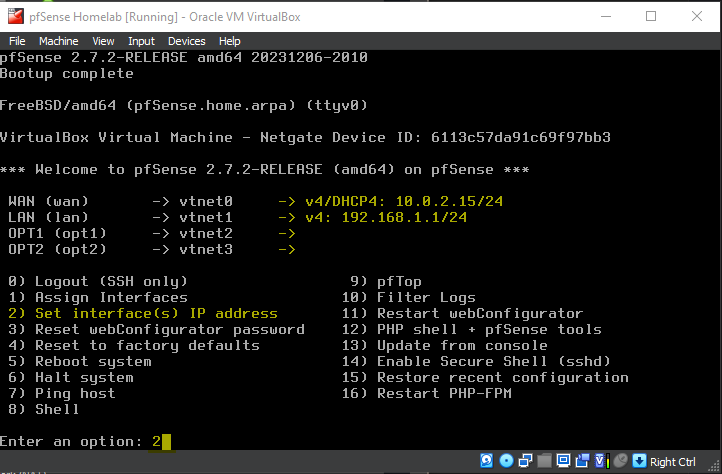 pfSense Homelab [Running] - Oracle VM VirtualBox
File Machine View Input Devices Help
pfSense 2.7.2-RELEASE amd64 20231206-2010
Bootup complete
FreeBSD/amd64 (pfSense.home.arpa) (ttyv0)
VirtualBox Virtual Machine - Netgate Device ID: 6113c57da91c69f97bb3
*** Welcome to pfSense 2.7.2-RELEASE (amd64) on pfSense ***
WAN (wan) -> vtnet0 -> v4/DHCP4: 10.0.2.15/24
LAN (lan) -> vtnet1 -> v4: 192.168.1.1/24
OPT1 (opt1) -> vtnet2 ->
OPT2 (opt2) -> vtnet3 ->
0) Logout (SSH only) 9) pfTop
1) Assign Interfaces 10) Filter Logs
2) Set interface(s) IP address 11) Restart webConfigurator
3) Reset webConfigurator password 12) PHP shell + pfSense tools
4) Reset to factory defaults 13) Update from console
5) Reboot system 14) Enable Secure Shell (sshd)
6) Halt system 15) Restore recent configuration
7) Ping host 16) Restart PHP-FPM
8) Shell
Enter an option: 2
Right Ctrl